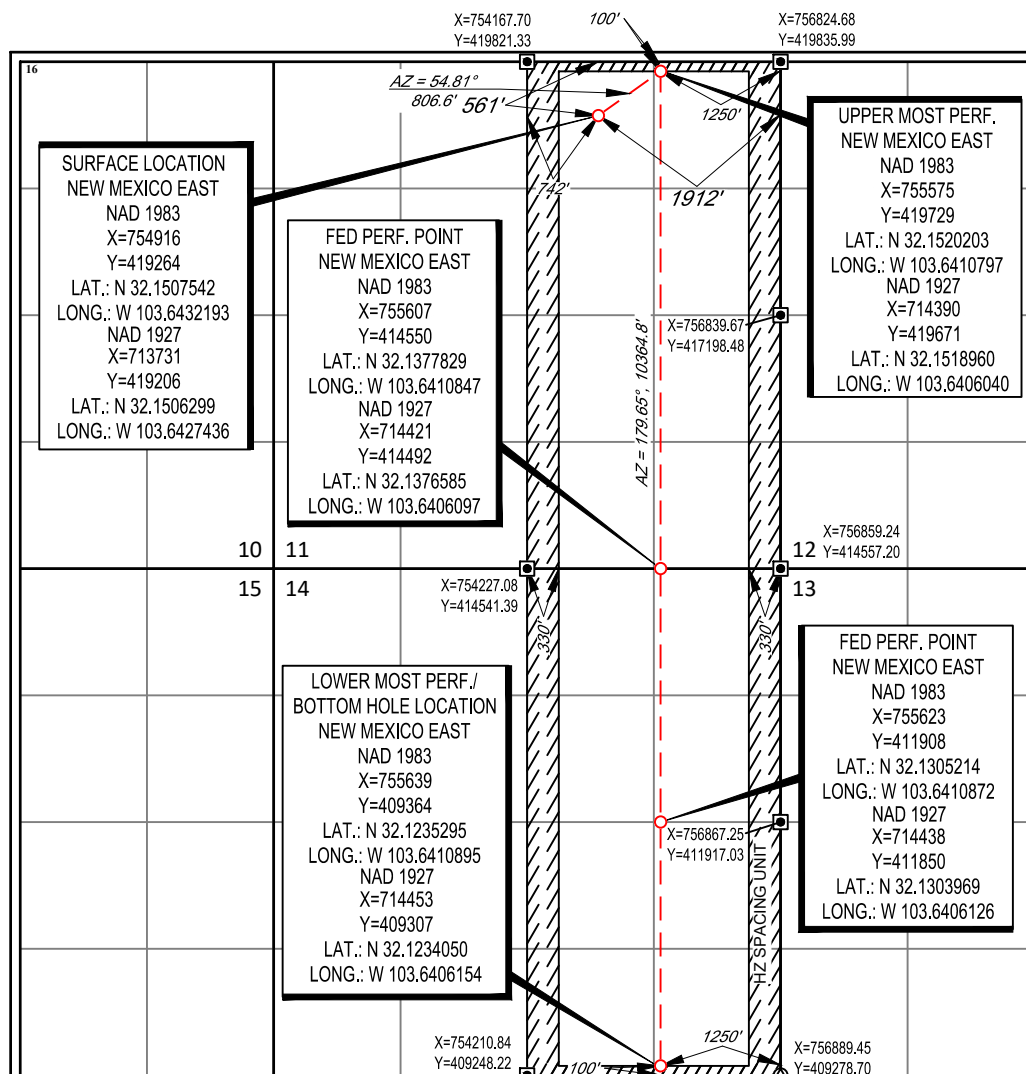 X=754167.70
Y=419821.33
100'
X=756824.68
Y=419835.99
16
AZ = 54.81°
806.6'
561'
1250'
742'
1912'
SURFACE LOCATION
NEW MEXICO EAST
NAD 1983
X=754916
Y=419264
LAT.: N 32.1507542
LONG.: W 103.6432193
NAD 1927
X=713731
Y=419206
LAT.: N 32.1506299
LONG.: W 103.6427436
FED PERF. POINT
NEW MEXICO EAST
NAD 1983
X=755607
Y=414550
LAT.: N 32.1377829
LONG.: W 103.6410847
NAD 1927
X=714421
Y=414492
LAT.: N 32.1376585
LONG.: W 103.6406097
UPPER MOST PERF.
NEW MEXICO EAST
NAD 1983
X=755575
Y=419729
LAT.: N 32.1520203
LONG.: W 103.6410797
NAD 1927
X=714390
Y=419671
LAT.: N 32.1518960
LONG.: W 103.6406040
X=756839.67
Y=417198.48
AZ = 179.65°, 10364.8'
10
11
12
X=756859.24
Y=414557.20
15
14
13
X=754227.08
Y=414541.39
330'
330'
LOWER MOST PERF./
BOTTOM HOLE LOCATION
NEW MEXICO EAST
NAD 1983
X=755639
Y=409364
LAT.: N 32.1235295
LONG.: W 103.6410895
NAD 1927
X=714453
Y=409307
LAT.: N 32.1234050
LONG.: W 103.6406154
FED PERF. POINT
NEW MEXICO EAST
NAD 1983
X=755623
Y=411908
LAT.: N 32.1305214
LONG.: W 103.6410872
NAD 1927
X=714438
Y=411850
LAT.: N 32.1303969
LONG.: W 103.6406126
X=756867.25
Y=411917.03
HZ SPACING UNIT
X=754210.84
Y=409248.22
100'
1250'
X=756889.45
Y=409278.70